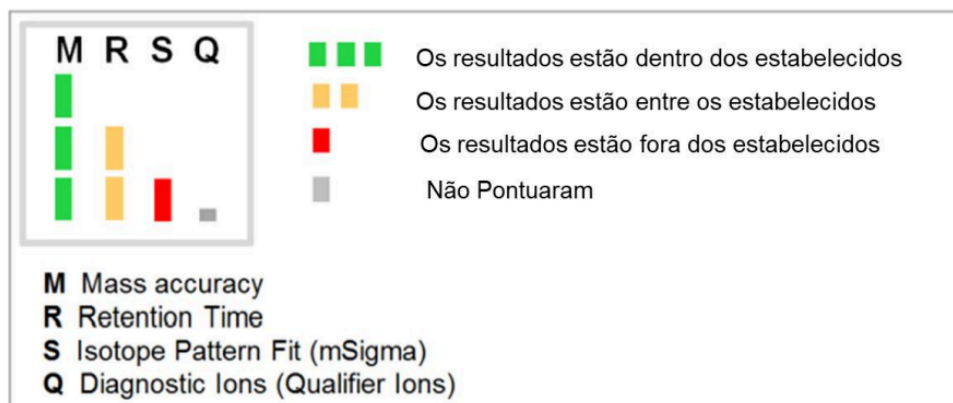 M R S Q
Os resultados estão dentro dos estabelecidos
Os resultados estão entre os estabelecidos
Os resultados estão fora dos estabelecidos
Não Pontuaram
M Mass accuracy
R Retention Time
S Isotope Pattern Fit (mSigma)
Q Diagnostic Ions (Qualifier Ions)